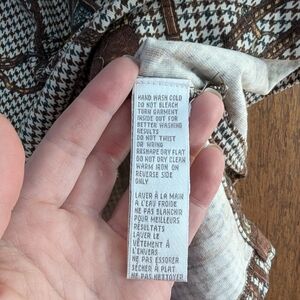 HAND WASH COLD
DO NOT BLEACH
TURN GARMENT
INSIDE OUT FOR
BETTER WASHING
RESULTS
DO NOT TWIST
OR WRING
RESHAPE DRY FLAT
DO NOT DRY CLEAN
WARM IRON ON
REVERSE SIDE
ONLY
LAVER À LA MAIN
A L'EAU FROIDE
NE PAS BLANCHIR
POUR MEILLEURS
RÉSULTATS
LAVER LE
VÊTEMENT À
L'ENVERS
NE PAS ESSORER
SÉCHER À PLAT
NE PAS NETTOYER